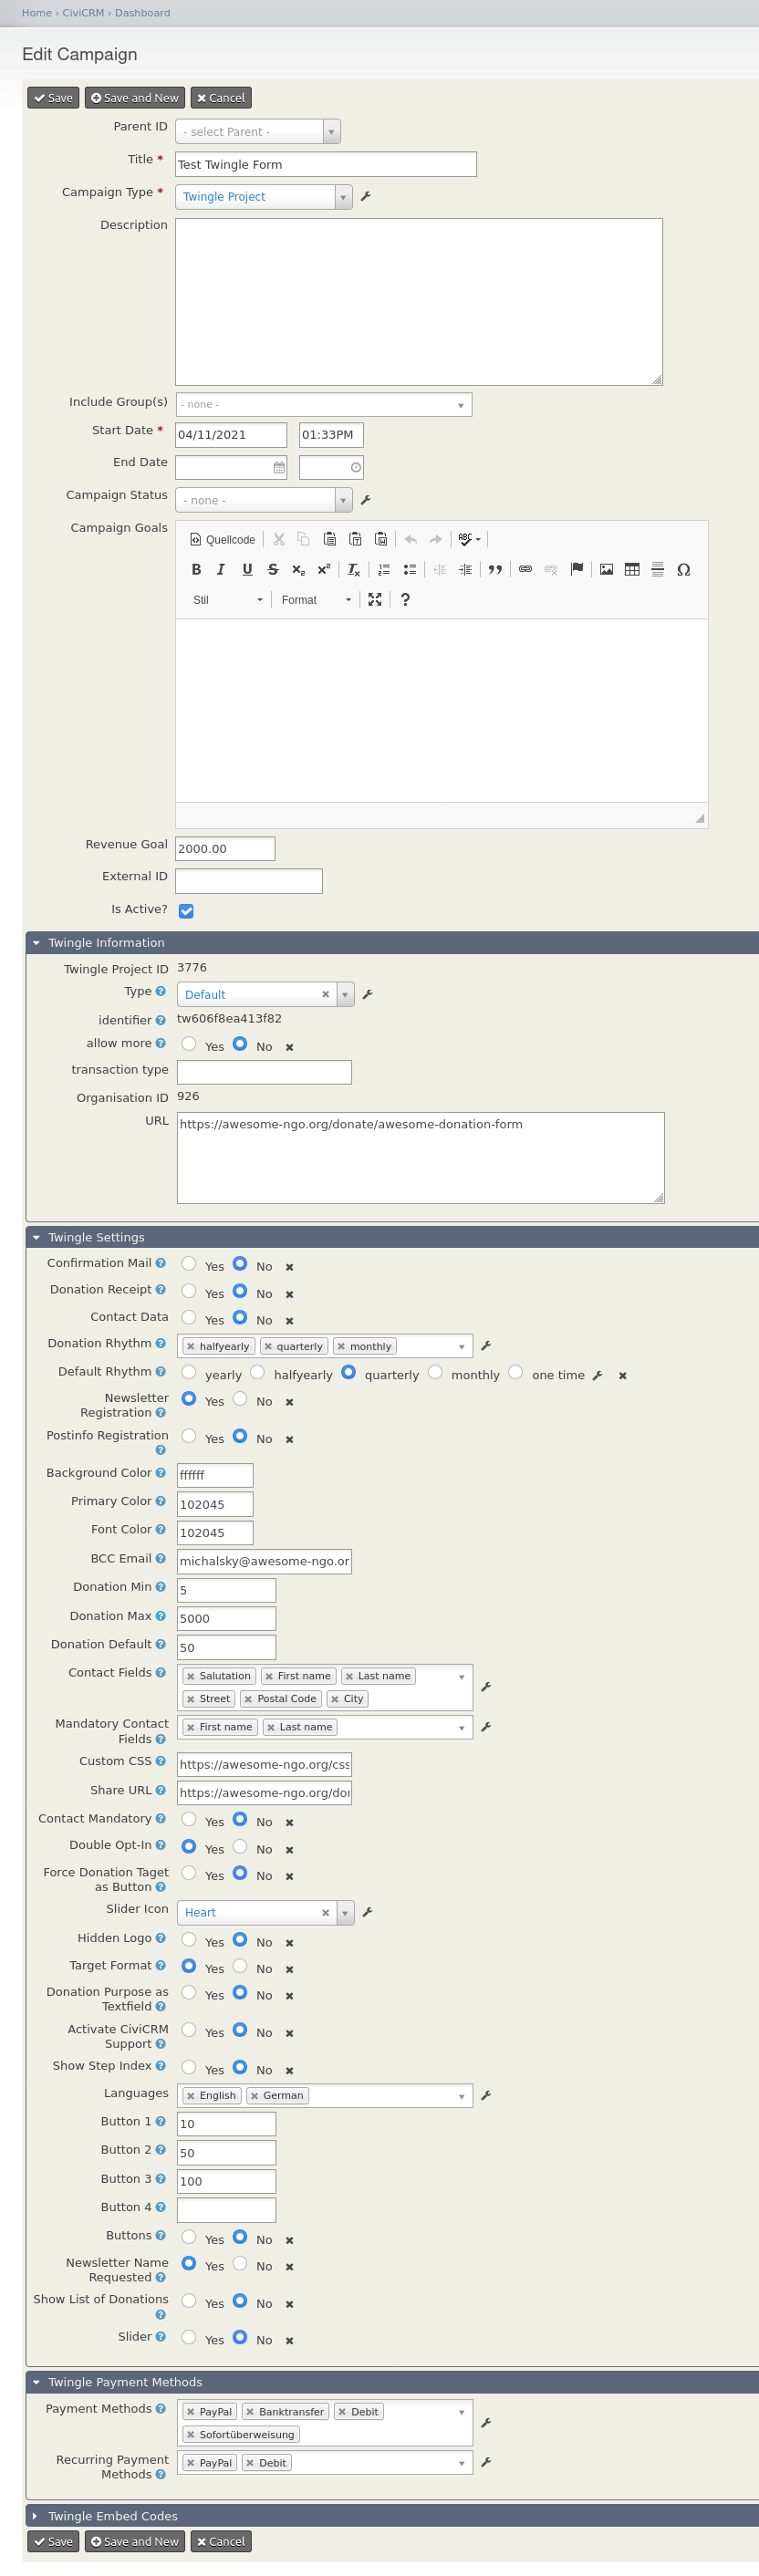 Home › CiviCRM › Dashboard
Edit Campaign
Save Save and New Cancel
Parent ID - select Parent -
Title * Test Twingle Form
Campaign Type * Twingle Project
Description
Include Group(s) - none -
Start Date * 04/11/2021 01:33PM
End Date
Campaign Status - none -
Campaign Goals Quellcode ABC
B I U S x₂ x² Tx Ω
Stil Format ?
Revenue Goal 2000.00
External ID
Is Active?
Twingle Information
Twingle Project ID 3776
Type ? Default
identifier ? tw606f8ea413f82
allow more ? Yes No
transaction type
Organisation ID 926
URL https://awesome-ngo.org/donate/awesome-donation-form
Twingle Settings
Confirmation Mail ? Yes No
Donation Receipt ? Yes No
Contact Data Yes No
Donation Rhythm ? halfyearly quarterly monthly
Default Rhythm ? yearly halfyearly quarterly monthly one time
Newsletter
Registration ? Yes No
Postinfo Registration
? Yes No
Background Color ? ffffff
Primary Color ? 102045
Font Color ? 102045
BCC Email ? michalsky@awesome-ngo.or
Donation Min ? 5
Donation Max ? 5000
Donation Default ? 50
Contact Fields ? Salutation First name Last name
Street Postal Code City
Mandatory Contact
Fields ? First name Last name
Custom CSS ? https://awesome-ngo.org/css
Share URL ? https://awesome-ngo.org/do
Contact Mandatory ? Yes No
Double Opt-In ? Yes No
Force Donation Taget
as Button ? Yes No
Slider Icon Heart
Hidden Logo ? Yes No
Target Format ? Yes No
Donation Purpose as
Textfield ? Yes No
Activate CiviCRM
Support ? Yes No
Show Step Index ? Yes No
Languages English German
Button 1 ? 10
Button 2 ? 50
Button 3 ? 100
Button 4 ?
Buttons ? Yes No
Newsletter Name
Requested ? Yes No
Show List of Donations
? Yes No
Slider ? Yes No
Twingle Payment Methods
Payment Methods ? PayPal Banktransfer Debit
Sofortüberweisung
Recurring Payment
Methods ? PayPal Debit
Twingle Embed Codes
Save Save and New Cancel